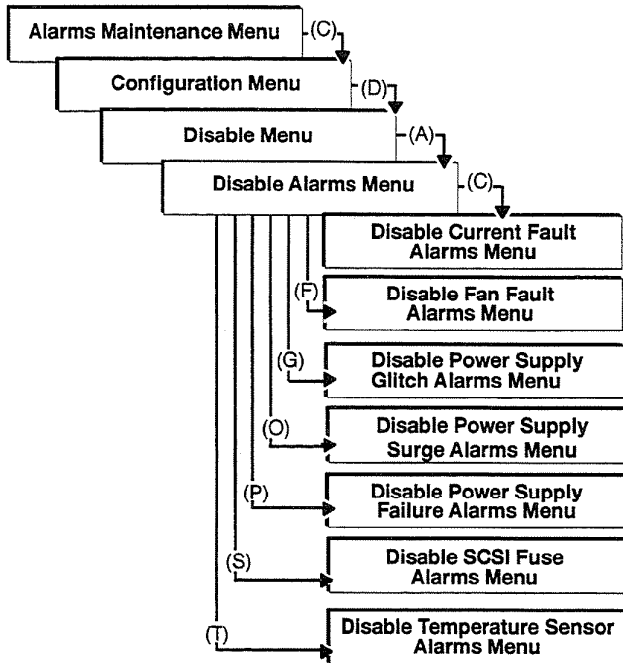 Alarms Maintenance Menu
(C)
Configuration Menu
(D)
Disable Menu
(A)
Disable Alarms Menu
(C)
Disable Current Fault
Alarms Menu
(F)
Disable Fan Fault
Alarms Menu
(G)
Disable Power Supply
Glitch Alarms Menu
(O)
Disable Power Supply
Surge Alarms Menu
(P)
Disable Power Supply
Failure Alarms Menu
(S)
Disable SCSI Fuse
Alarms Menu
(T)
Disable Temperature Sensor
Alarms Menu